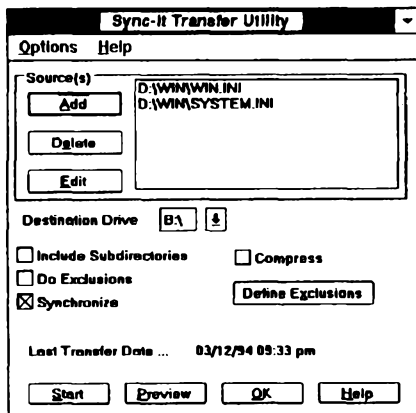 Sync-It Transfer Utility
Options Help
Source(s)
Add
Delete
Edit
D:\WIN\WIN.INI
D:\WIN\SYSTEM.INI
Destination Drive B:\
Include Subdirectories
Compress
Do Exclusions
Define Exclusions
Synchronize
Last Transfer Date ... 03/12/94 09:33 pm
Start Preview OK Help